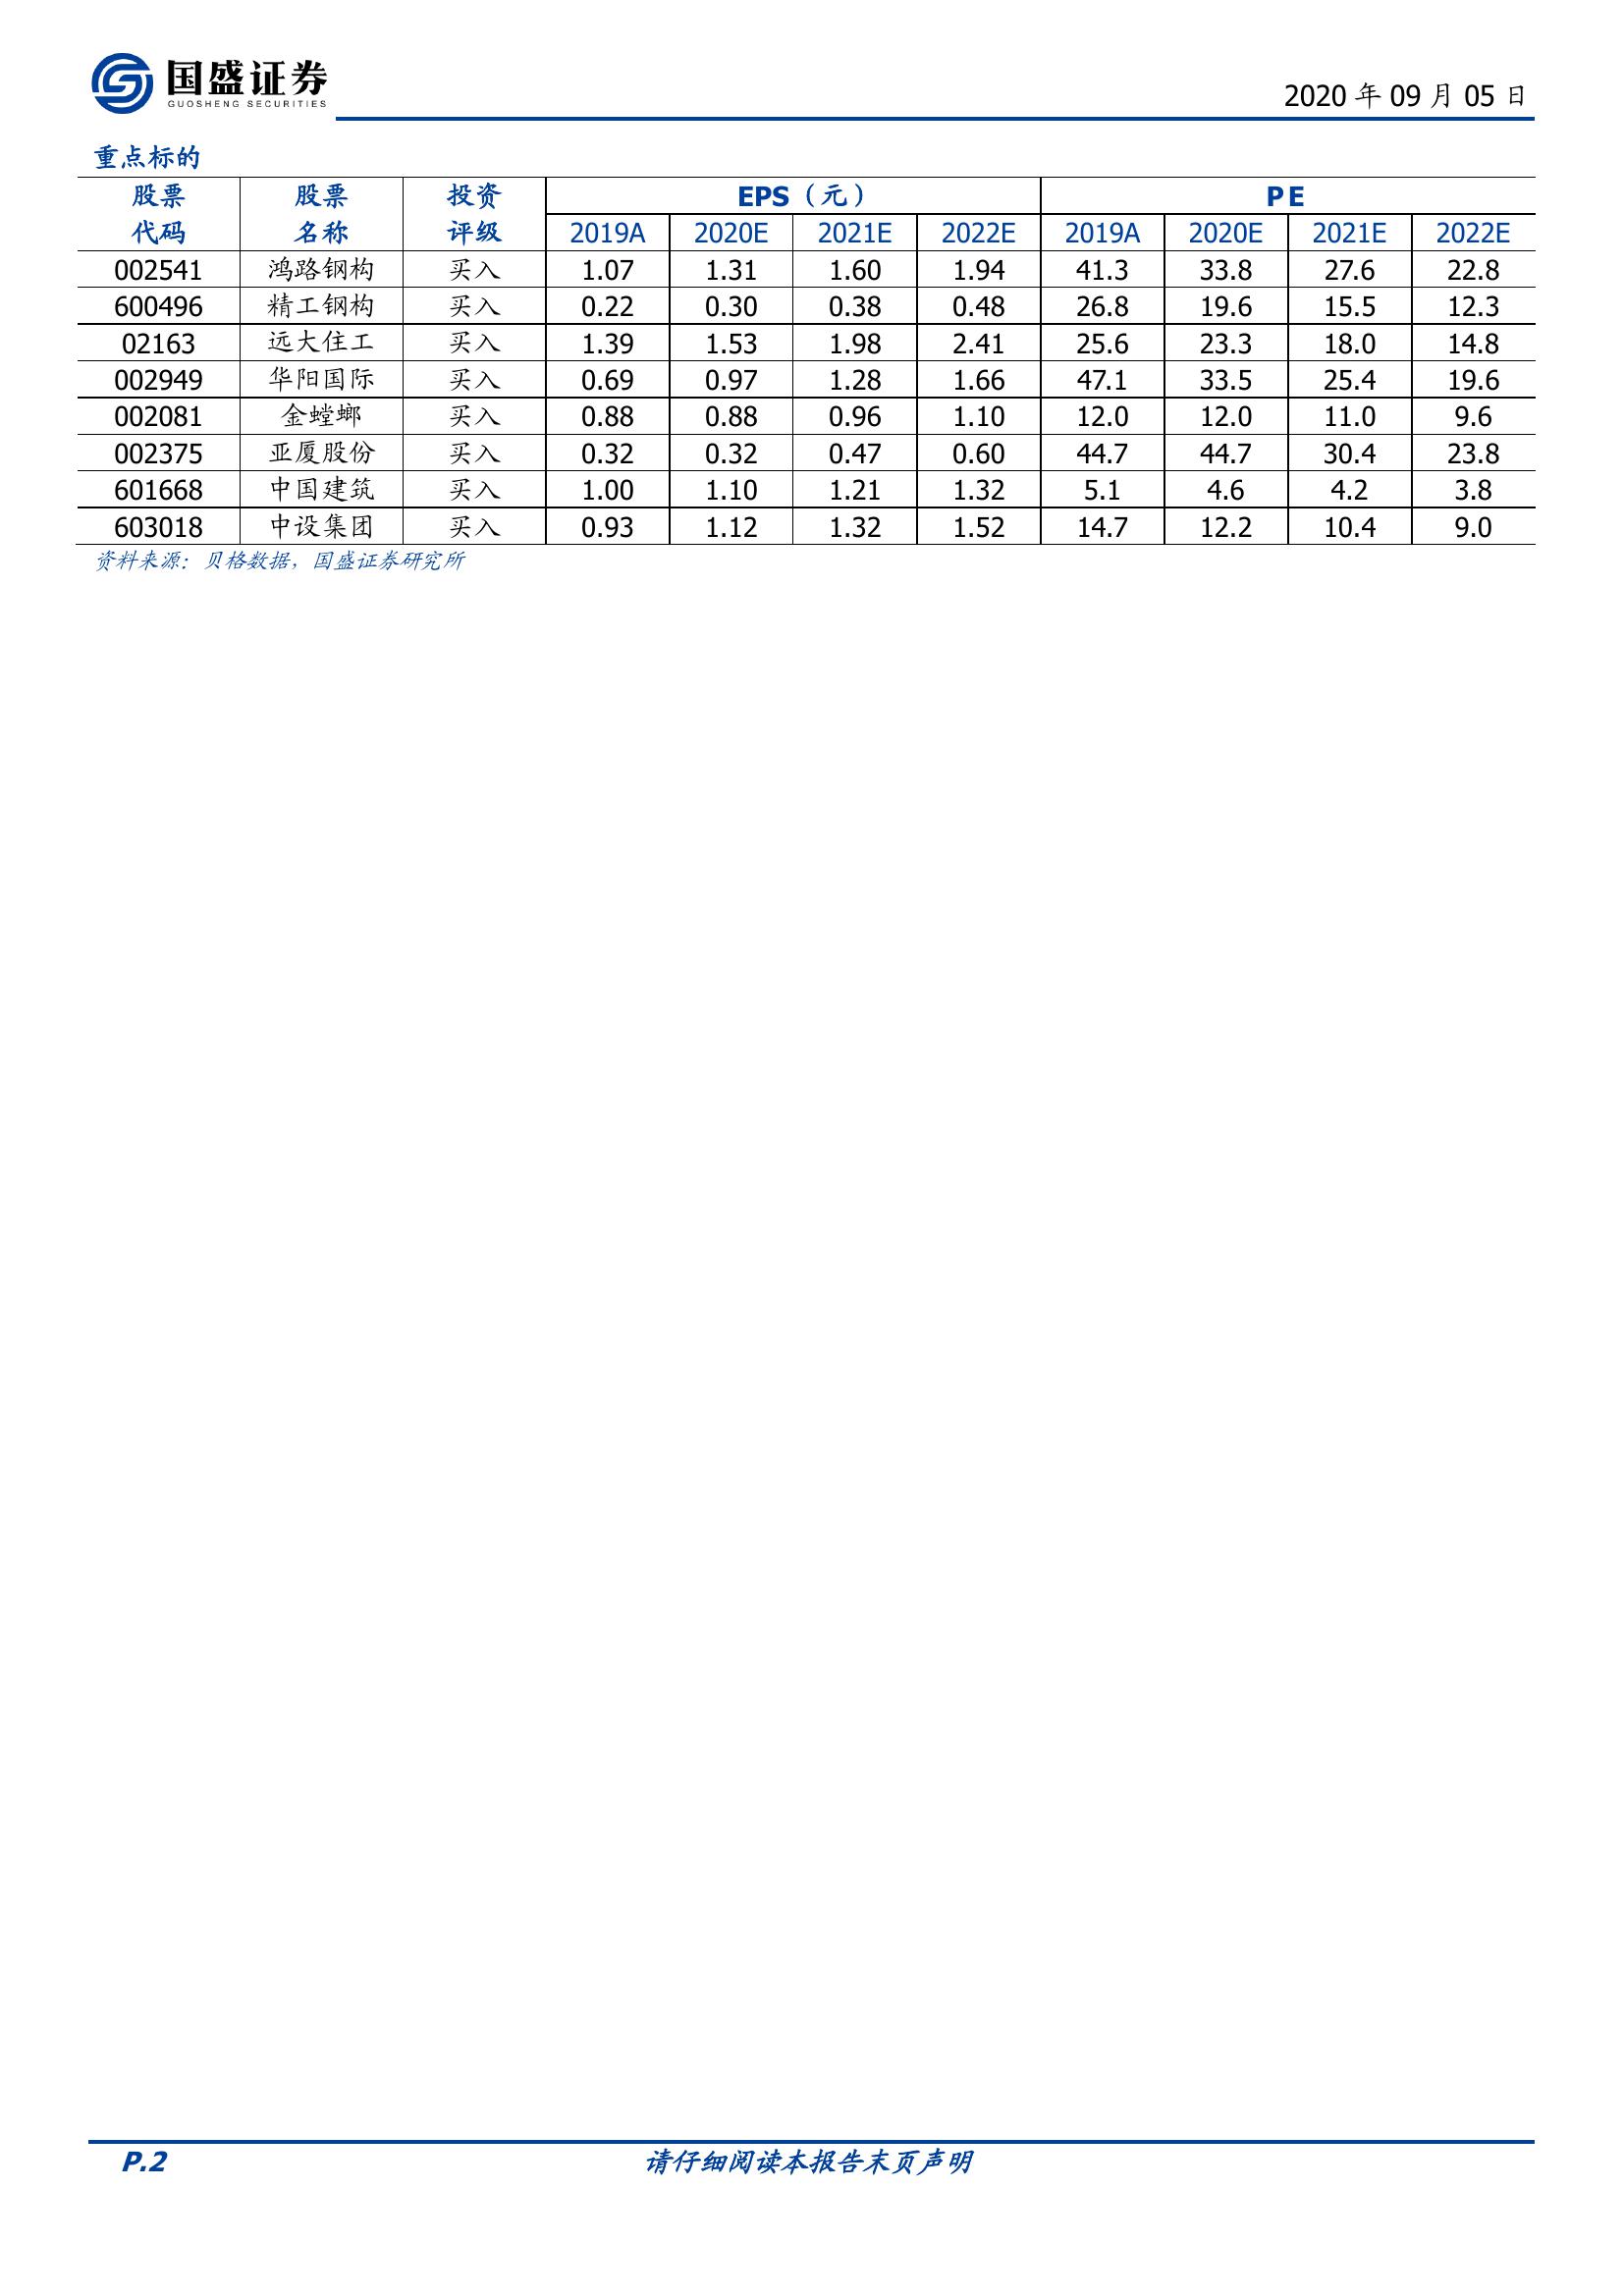 国盛证券
GUOSHENG SECURITIES
2020 年 09 月 05 日
重点标的
股票 股票 投资 EPS（元） PE
代码 名称 评级 2019A 2020E 2021E 2022E 2019A 2020E 2021E 2022E
002541 鸿路钢构 买入 1.07 1.31 1.60 1.94 41.3 33.8 27.6 22.8
600496 精工钢构 买入 0.22 0.30 0.38 0.48 26.8 19.6 15.5 12.3
02163 远大住工 买入 1.39 1.53 1.98 2.41 25.6 23.3 18.0 14.8
002949 华阳国际 买入 0.69 0.97 1.28 1.66 47.1 33.5 25.4 19.6
002081 金螳螂 买入 0.88 0.88 0.96 1.10 12.0 12.0 11.0 9.6
002375 亚厦股份 买入 0.32 0.32 0.47 0.60 44.7 44.7 30.4 23.8
601668 中国建筑 买入 1.00 1.10 1.21 1.32 5.1 4.6 4.2 3.8
603018 中设集团 买入 0.93 1.12 1.32 1.52 14.7 12.2 10.4 9.0
资料来源：贝格数据，国盛证券研究所
P.2 请仔细阅读本报告末页声明